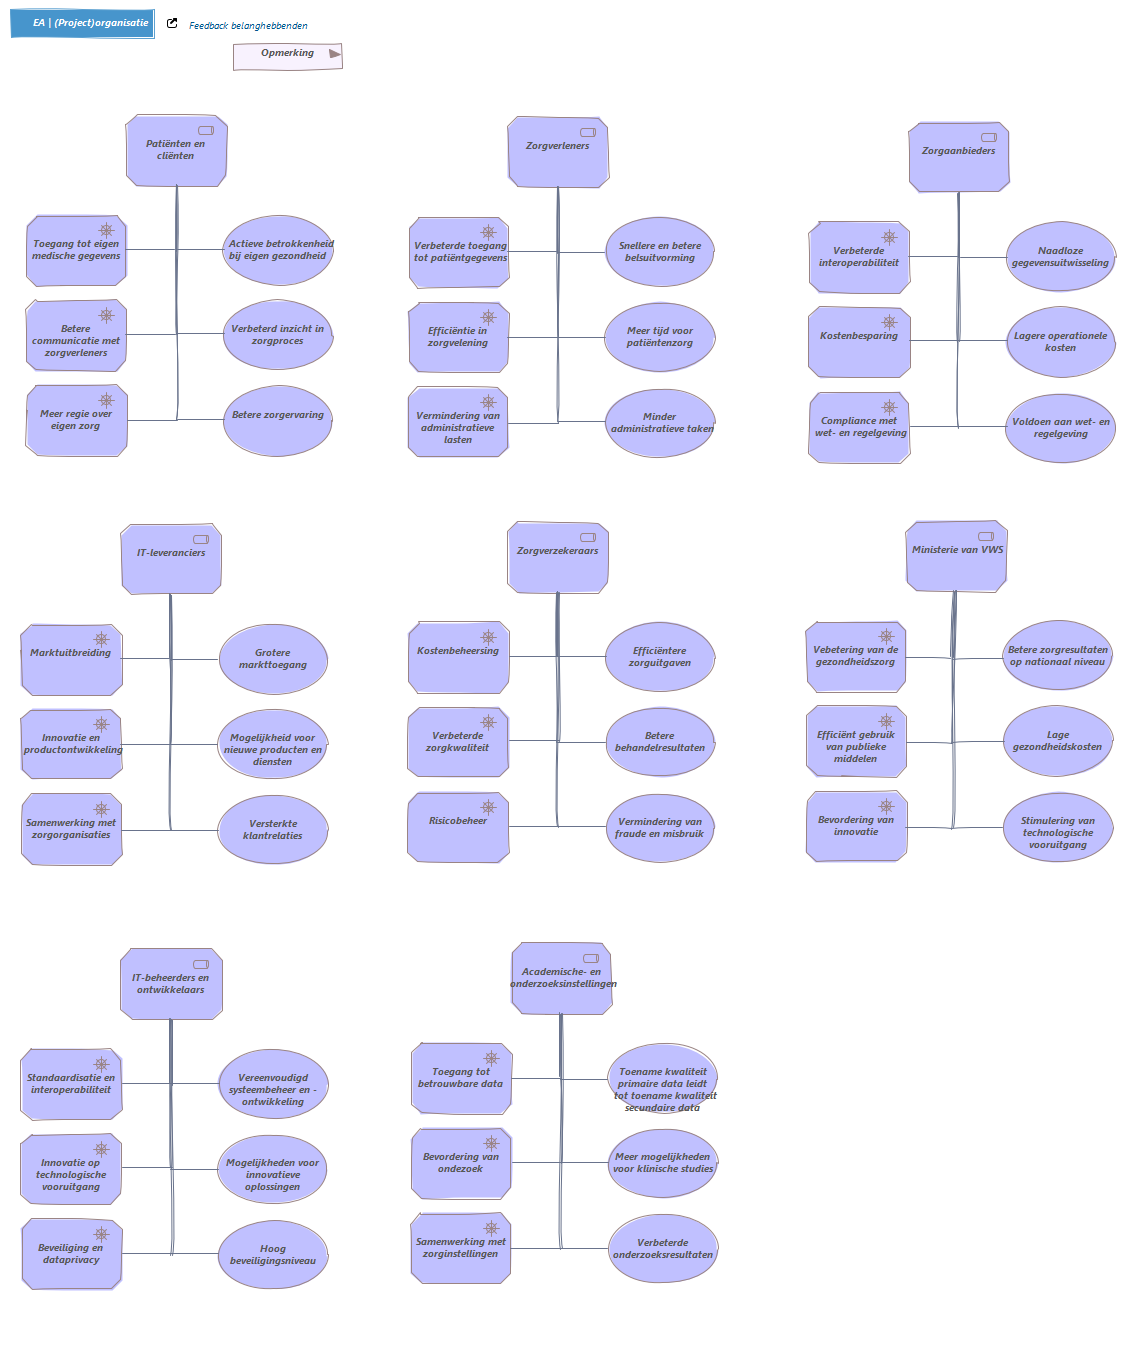 EA | (Project)organisatie
Feedback belanghebbenden
Opmerking
Patiënten en
cliënten
Toegang tot eigen
medische gegevens
Actieve betrokkenheid
bij eigen gezondheid
Betere
communicatie met
zorgverleners
Verbeterd inzicht in
zorgproces
Meer regie over
eigen zorg
Betere zorgervaring
Zorgverleners
Verbeterde toegang
tot patiëntgegevens
Snellere en betere
belsuitvorming
Efficiëntie in
zorgvelening
Meer tijd voor
patiëntenzorg
Vermindering van
administratieve
lasten
Minder
administratieve taken
Zorgaanbieders
Verbeterde
interoperabiliteit
Naadloze
gegevensuitwisseling
Kostenbesparing
Lagere operationele
kosten
Compliance met
wet- en regelgeving
Voldoen aan wet- en
regelgeving
IT-leveranciers
Marktuitbreiding
Grotere
markttoegang
Innovatie en
productontwikkeling
Mogelijkheid voor
nieuwe producten en
diensten
Samenwerking met
zorgorganisaties
Versterkte
klantrelaties
Zorgverzekeraars
Kostenbeheersing
Efficiëntere
zorguitgaven
Verbeterde
zorgkwaliteit
Betere
behandelresultaten
Risicobeheer
Vermindering van
fraude en misbruik
Ministerie van VWS
Vebetering van de
gezondheidszorg
Betere zorgresultaten
op nationaal niveau
Efficiënt gebruik
van publieke
middelen
Lage
gezondheidskosten
Bevordering van
innovatie
Stimulering van
technologische
vooruitgang
IT-beheerders en
ontwikkelaars
Standaardisatie en
interoperabiliteit
Vereenvoudigd
systeembeheer en -
ontwikkeling
Innovatie op
technologische
vooruitgang
Mogelijkheden voor
innovatieve
oplossingen
Beveiliging en
dataprivacy
Hoog
beveiligingsniveau
Academische- en
onderzoeksinstellingen
Toegang tot
betrouwbare data
Toename kwaliteit
primaire data leidt
tot toename kwaliteit
secundaire data
Bevordering van
ondezoek
Meer mogelijkheden
voor klinische studies
Samenwerking met
zorginstellingen
Verbeterde
onderzoeksresultaten